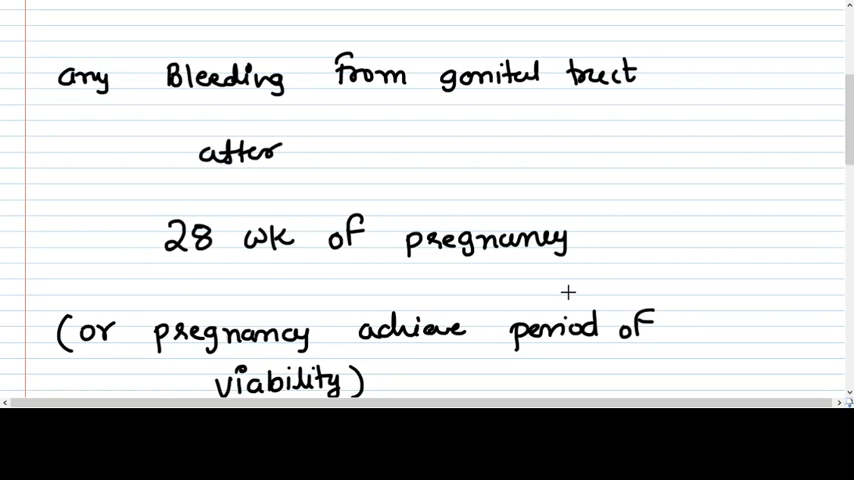 any Bleeding from genital tract
after
28 wk of pregnancy
(or pregnancy achieve period of
viability)